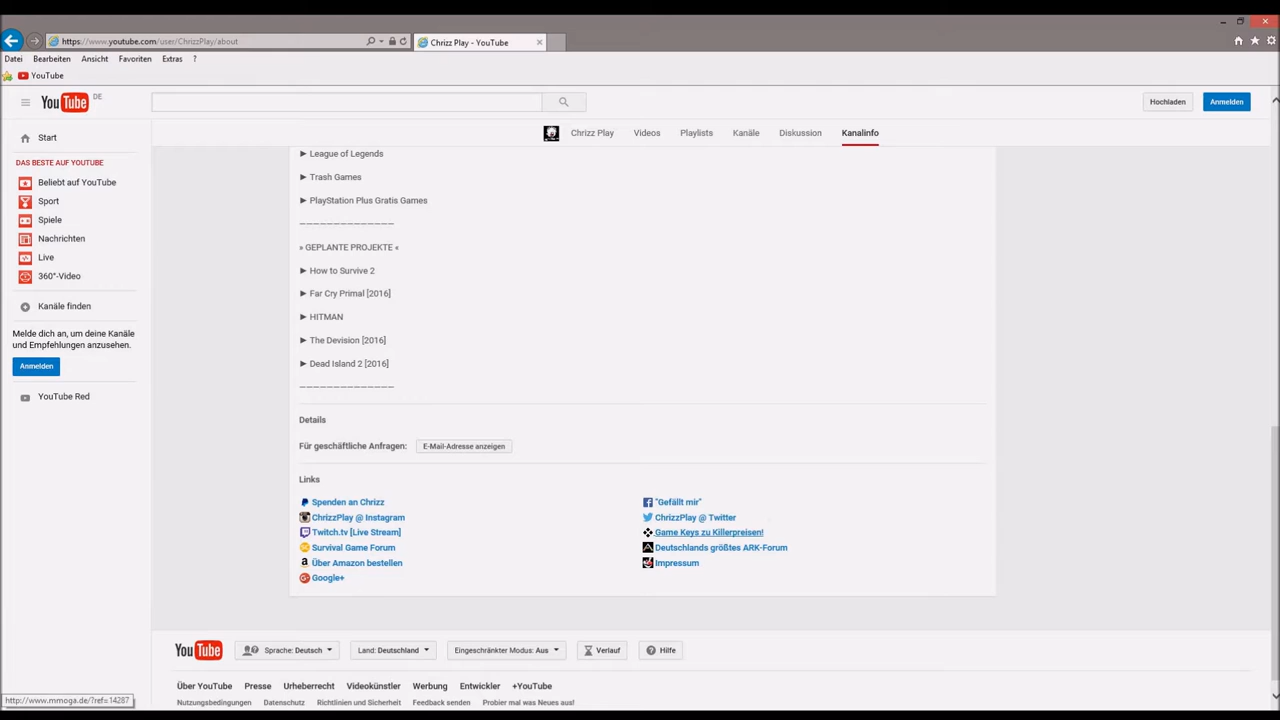 https://www.youtube.com/user/ChrizzPlay/about
Chrizz Play - YouTube
Datei Bearbeiten Ansicht Favoriten Extras ?
YouTube
YouTube DE
Hochladen
Anmelden
Start
Chrizz Play Videos Playlists Kanäle Diskussion Kanalinfo
DAS BESTE AUF YOUTUBE
Beliebt auf YouTube
Sport
Spiele
Nachrichten
Live
360°-Video
Kanäle finden
Melde dich an, um deine Kanäle
und Empfehlungen anzusehen.
Anmelden
YouTube Red
► League of Legends
► Trash Games
► PlayStation Plus Gratis Games
——————————————
» GEPLANTE PROJEKTE «
► How to Survive 2
► Far Cry Primal [2016]
► HITMAN
► The Devision [2016]
► Dead Island 2 [2016]
——————————————
Details
Für geschäftliche Anfragen: E-Mail-Adresse anzeigen
Links
Spenden an Chrizz
ChrizzPlay @ Instagram
Twitch.tv [Live Stream]
Survival Game Forum
Über Amazon bestellen
Google+
"Gefällt mir"
ChrizzPlay @ Twitter
Game Keys zu Killerpreisen!
Deutschlands größtes ARK-Forum
Impressum
YouTube Sprache: Deutsch Land: Deutschland Eingeschränkter Modus: Aus Verlauf Hilfe
Über YouTube Presse Urheberrecht Videokünstler Werbung Entwickler +YouTube
Nutzungsbedingungen Datenschutz Richtlinien und Sicherheit Feedback senden Probier mal was Neues aus!
http://www.mmoga.de/?ref=14287